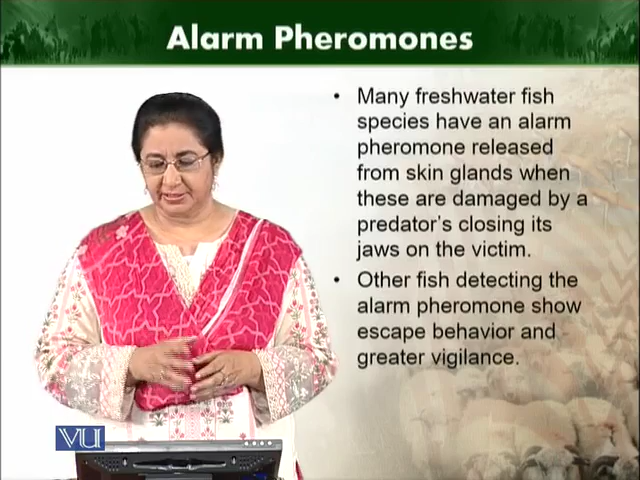 Alarm Pheromones
• Many freshwater fish
species have an alarm
pheromone released
from skin glands when
these are damaged by a
predator's closing its
jaws on the victim.
• Other fish detecting the
alarm pheromone show
escape behavior and
greater vigilance.
VU